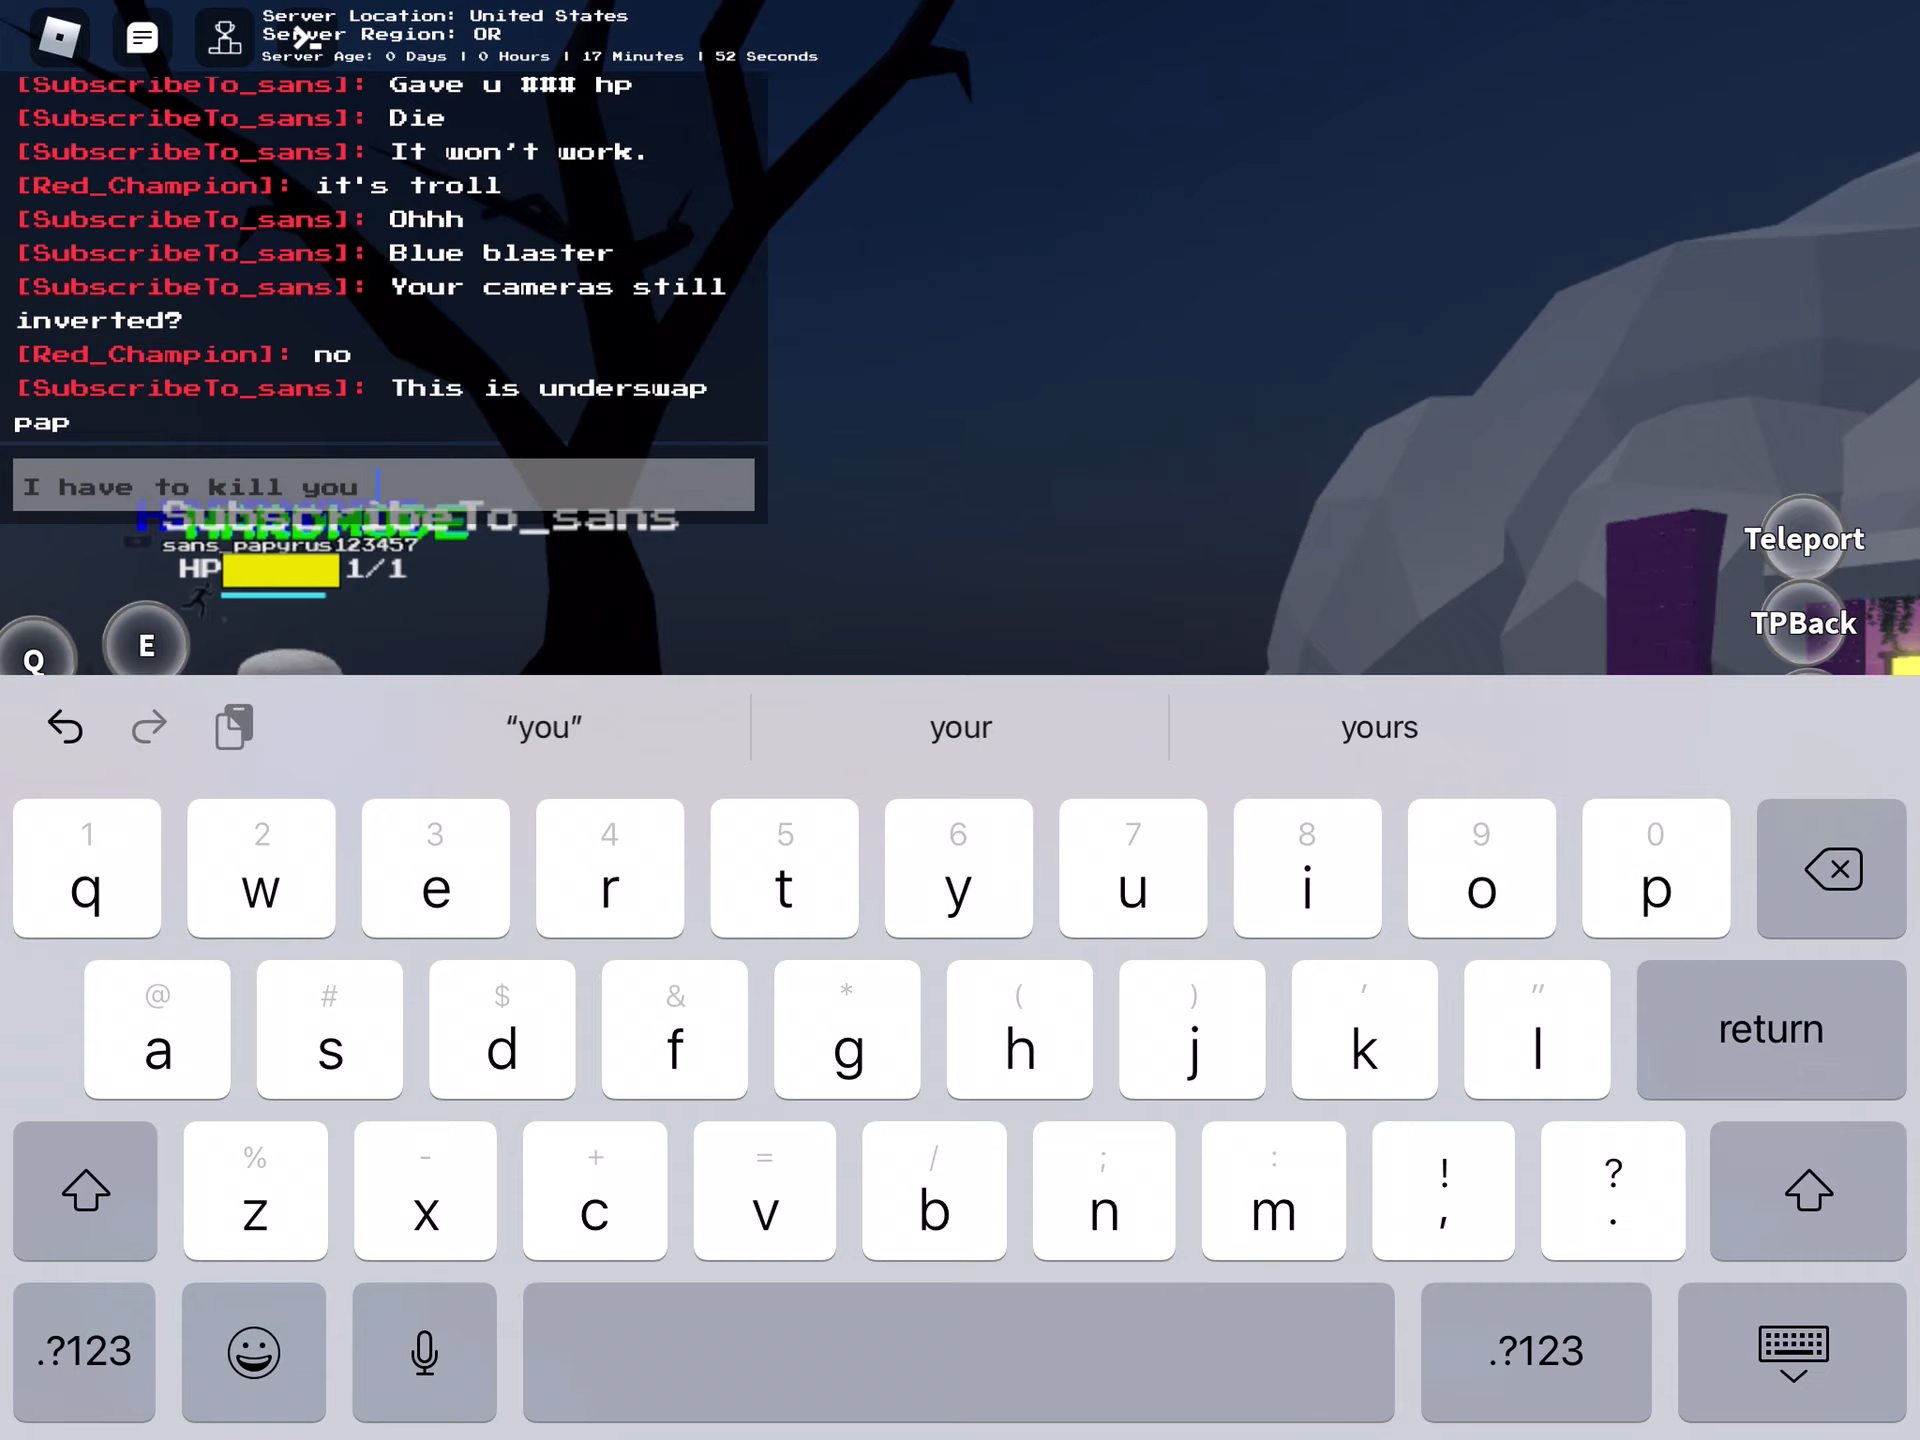 Server Location: United States
Server Region: OR
Server Age: 0 Days | 0 Hours | 17 Minutes | 52 Seconds
[SubscribeTo_sans]: Gave u ### hp
[SubscribeTo_sans]: Die
[SubscribeTo_sans]: It won't work.
[Red_Champion]: it's troll
[SubscribeTo_sans]: Ohhh
[SubscribeTo_sans]: Blue blaster
[SubscribeTo_sans]: Your cameras still
inverted?
[Red_Champion]: no
[SubscribeTo_sans]: This is underswap
pap
I have to kill you
SubscribeTo_sans
HARDMODE
sans_papyrus123457
HP 1/1
Teleport
TPBack
Q E
“you” your yours
1 2 3 4 5 6 7 8 9 0
q w e r t y u i o p
@ # $ & * ( ) ' "
a s d f g h j k l return
% - + = / ; : ! ?
z x c v b n m , .
.?123 .?123